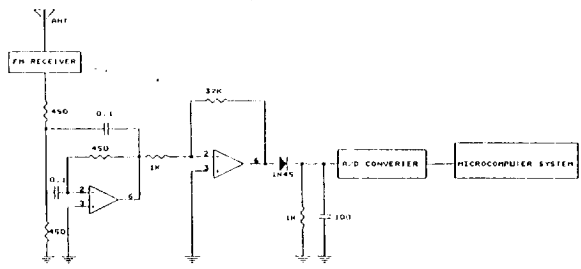 ANT
FM RECEIVER
450
0.1
37K
450
1K
2
3
6
1N45
A/D CONVERTER
MICROCOMPUTER SYSTEM
0.1
2
3
6
450
1K
100